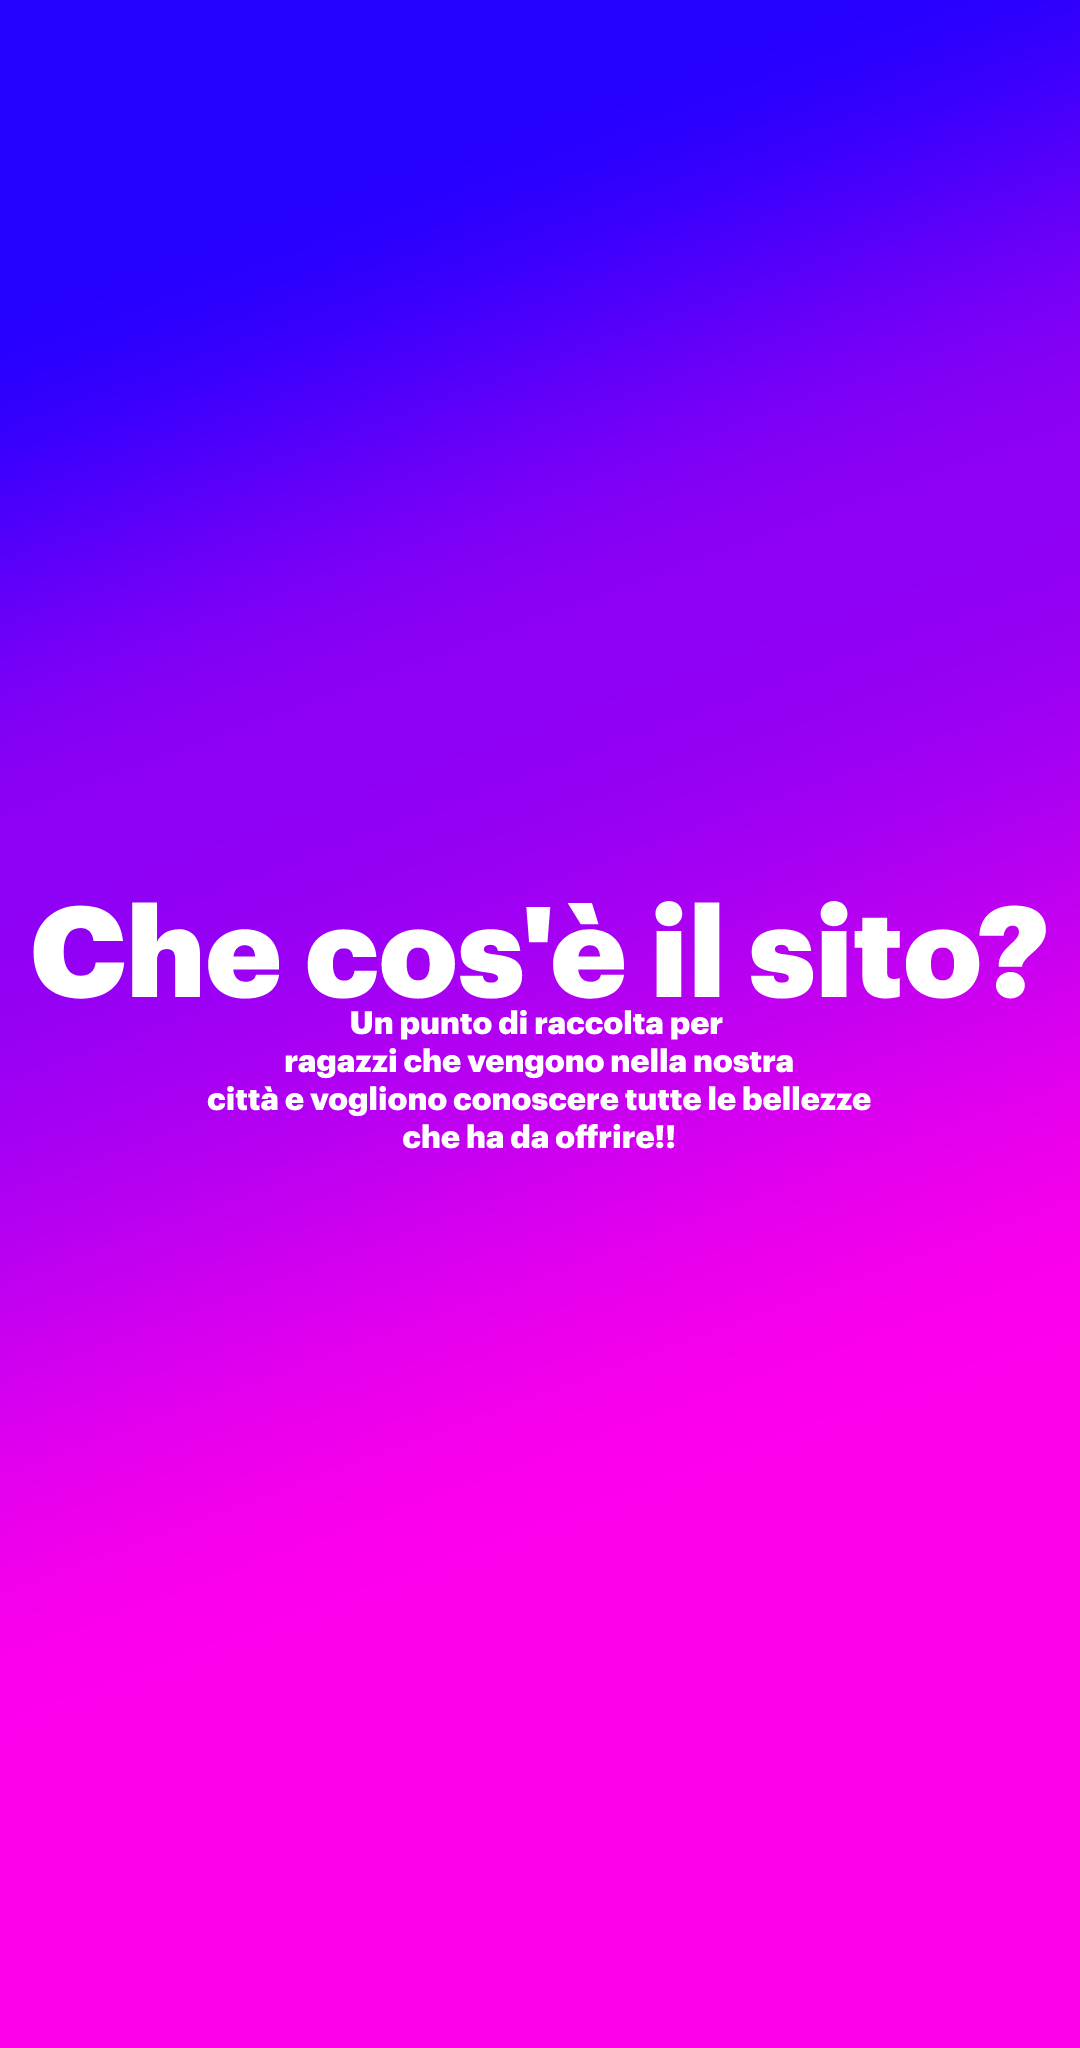 Che cos'è il sito?
Un punto di raccolta per
ragazzi che vengono nella nostra
città e vogliono conoscere tutte le bellezze
che ha da offrire!!